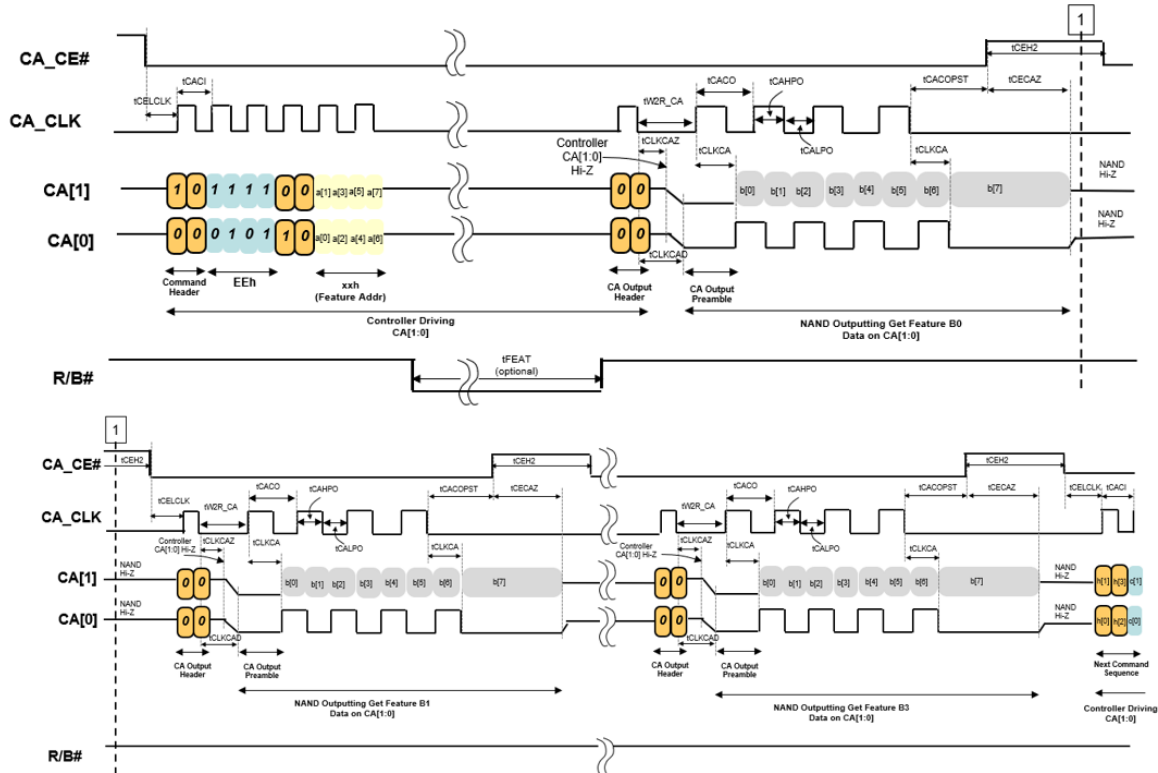 1
CA_CE#
tCEH2
tCACI
tCELCLK
tCACO
tCAHPO
tCACOPST
tECAZ
CA_CLK
tW2R_CA
tCALPO
Controller
CA[1:0]
Hi-Z
tCLKCAZ
tCLKCA
tCLKCA
CA[1]
1 0 1 1 1 1 0 0 a[1] a[3] a[5] a[7]
0 0
b[0] b[1] b[2] b[3] b[4] b[5] b[6] b[7]
NAND
Hi-Z
CA[0]
0 0 0 1 0 1 1 0 a[0] a[2] a[4] a[6]
0 0
NAND
Hi-Z
tCLKCAD
Command
Header
EEh
xxh
(Feature Addr)
CA Output
Header
CA Output
Preamble
Controller Driving
CA[1:0]
NAND Outputting Get Feature B0
Data on CA[1:0]
R/B#
tFEAT
(optional)
1
CA_CE#
tCEH2
tCEH2
tCEH2
tCELCLK
tCACO
tCAHPO
tCACOPST
tECAZ
tCACO
tCAHPO
tCACOPST
tECAZ
tCELCLK
tCACI
CA_CLK
tW2R_CA
tCALPO
tW2R_CA
tCALPO
Controller
CA[1:0] Hi-Z
tCLKCAZ
tCLKCA
tCLKCA
Controller
CA[1:0] Hi-Z
tCLKCAZ
tCLKCA
tCLKCA
CA[1]
NAND
Hi-Z
0 0
b[0] b[1] b[2] b[3] b[4] b[5] b[6] b[7]
0 0
b[0] b[1] b[2] b[3] b[4] b[5] b[6] b[7]
NAND
Hi-Z
h[1] h[3] c[1]
CA[0]
NAND
Hi-Z
0 0
0 0
NAND
Hi-Z
h[0] h[2] c[0]
tCLKCAD
tCLKCAD
CA Output
Header
CA Output
Preamble
CA Output
Header
CA Output
Preamble
Next Command
Sequence
NAND Outputting Get Feature B1
Data on CA[1:0]
NAND Outputting Get Feature B3
Data on CA[1:0]
Controller Driving
CA[1:0]
R/B#